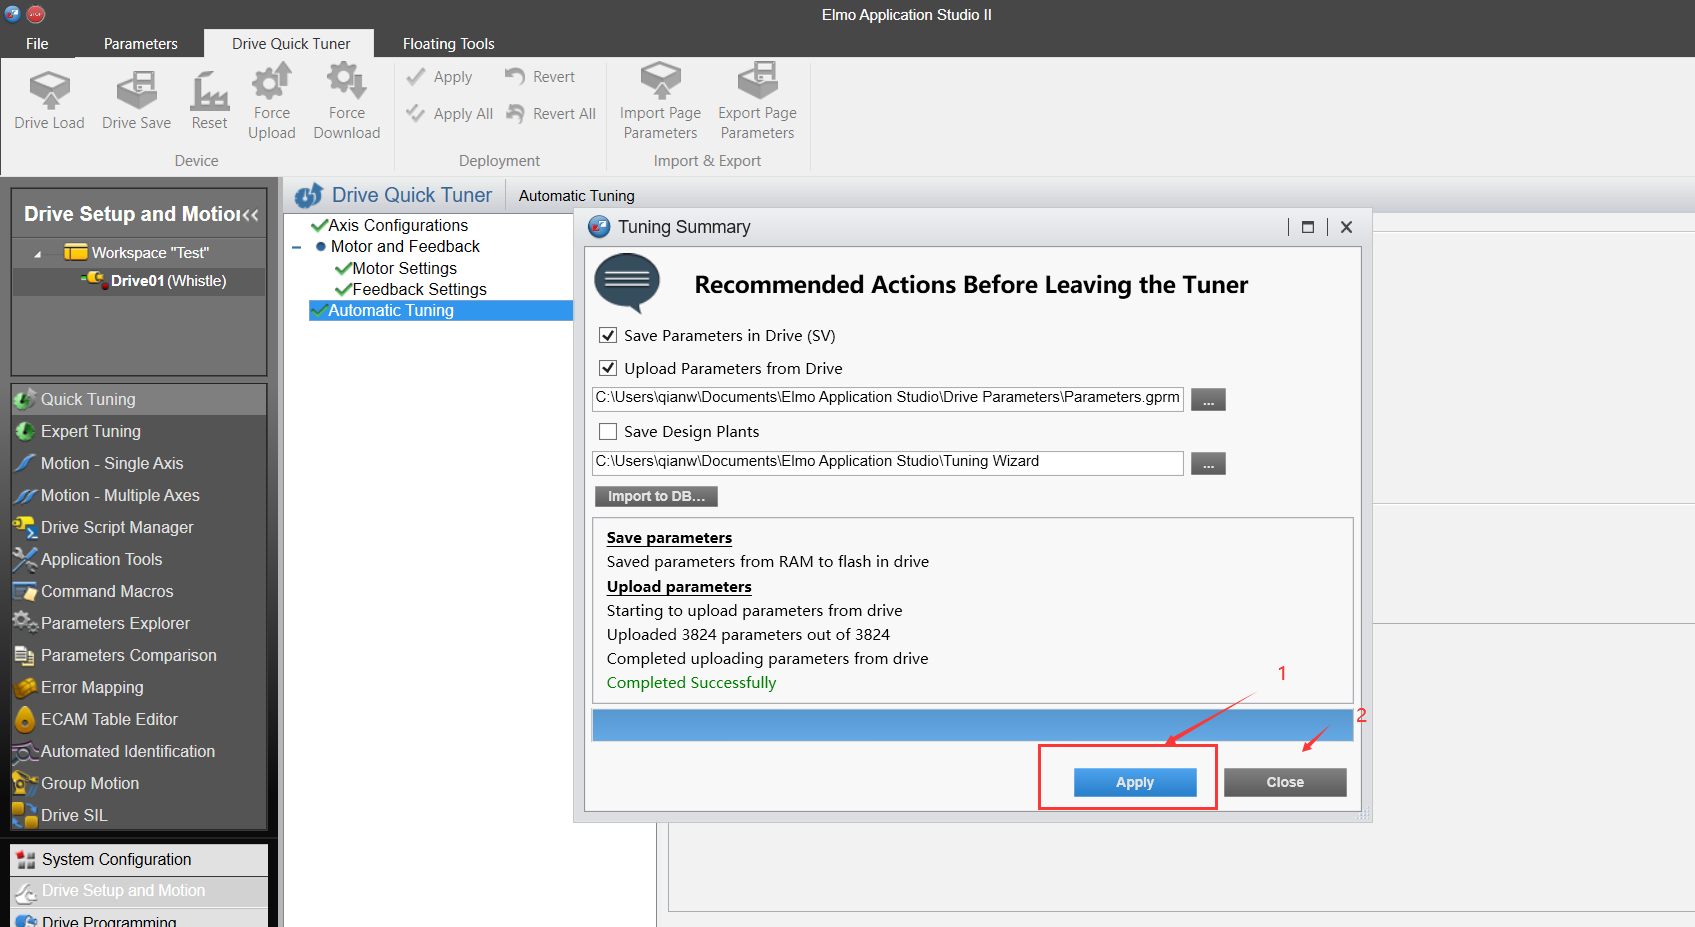 Elmo Application Studio II
File
Parameters
Drive Quick Tuner
Floating Tools
Drive Load
Drive Save
Reset
Force
Upload
Force
Download
Device
Apply
Revert
Apply All
Revert All
Deployment
Import Page
Parameters
Export Page
Parameters
Import & Export
Drive Setup and Motio
Workspace "Test"
Drive01 (Whistle)
Quick Tuning
Expert Tuning
Motion - Single Axis
Motion - Multiple Axes
Drive Script Manager
Application Tools
Command Macros
Parameters Explorer
Parameters Comparison
Error Mapping
ECAM Table Editor
Automated Identification
Group Motion
Drive SIL
System Configuration
Drive Setup and Motion
Drive Programming
Drive Quick Tuner
Automatic Tuning
Axis Configurations
Motor and Feedback
Motor Settings
Feedback Settings
Automatic Tuning
Tuning Summary
Recommended Actions Before Leaving the Tuner
Save Parameters in Drive (SV)
Upload Parameters from Drive
C:\Users\qianw\Documents\Elmo Application Studio\Drive Parameters\Parameters.gprm
...
Save Design Plants
C:\Users\qianw\Documents\Elmo Application Studio\Tuning Wizard
...
Import to DB...
Save parameters
Saved parameters from RAM to flash in drive
Upload parameters
Starting to upload parameters from drive
Uploaded 3824 parameters out of 3824
Completed uploading parameters from drive
Completed Successfully
1
2
Apply
Close